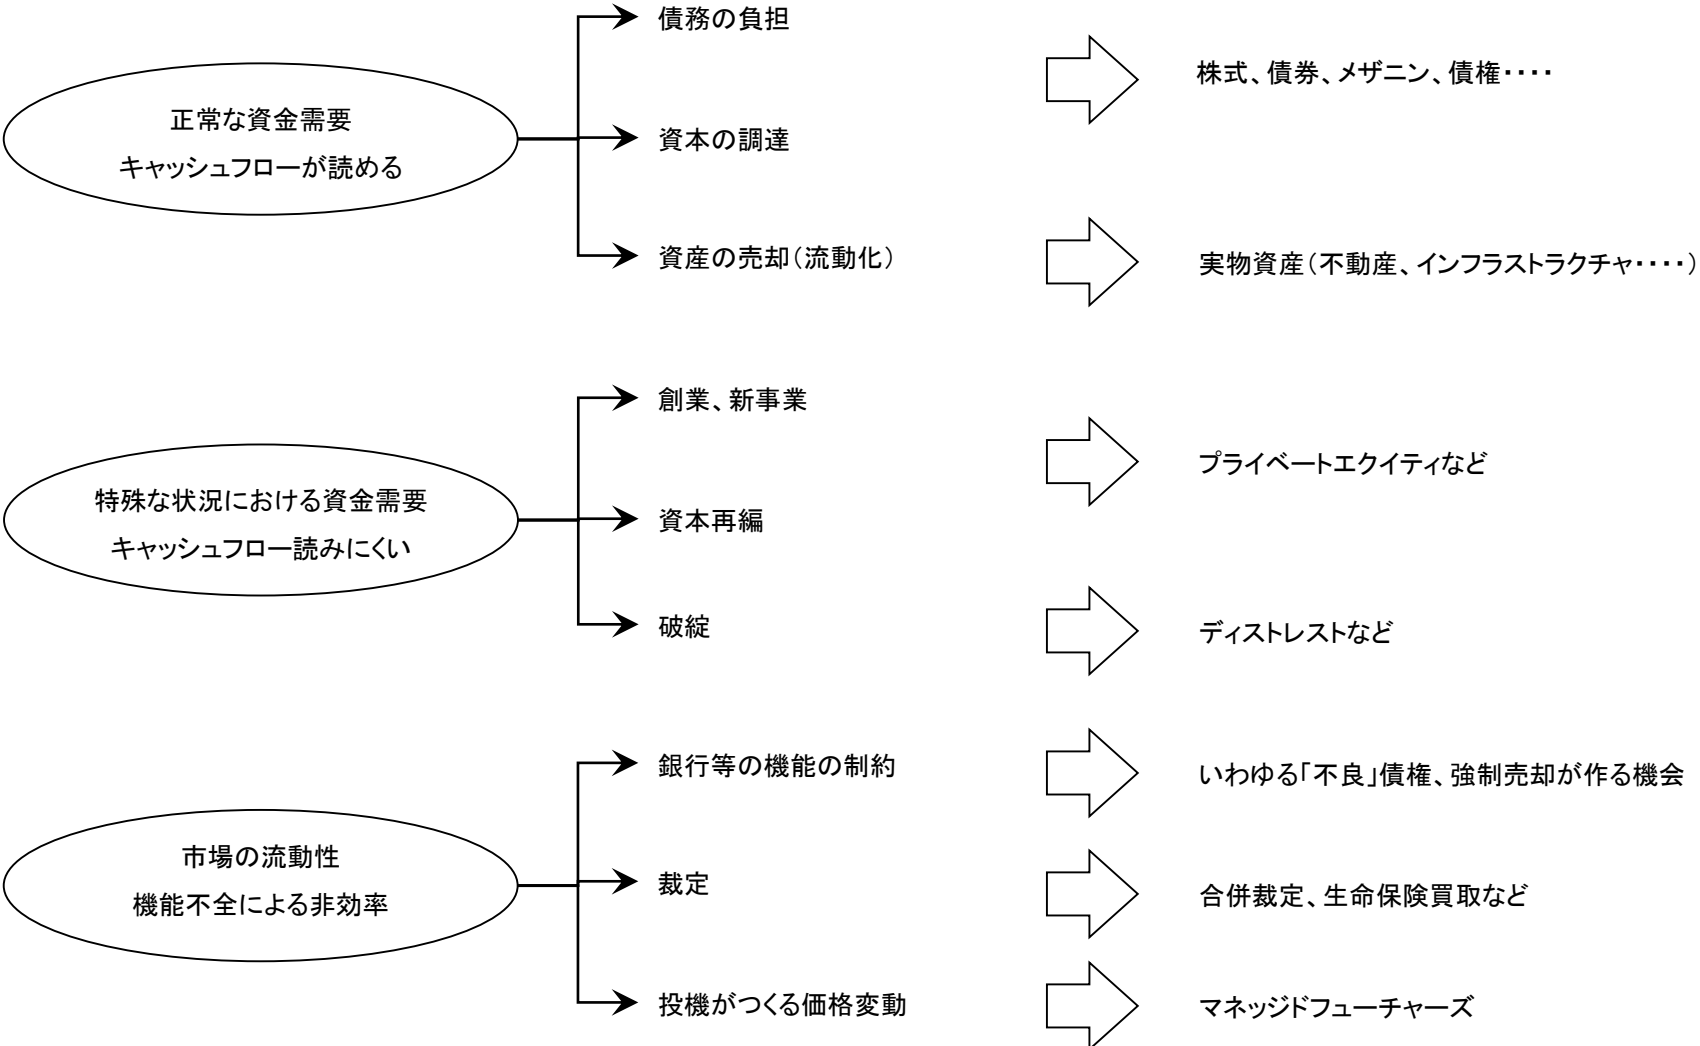 正常な資金需要
キャッシュフローが読める
債務の負担
資本の調達
資産の売却(流動化)
株式、債券、メザニン、債権・・・・
実物資産(不動産、インフラストラクチャ・・・・)
特殊な状況における資金需要
キャッシュフロー読みにくい
創業、新事業
資本再編
破綻
プライベートエクイティなど
ディストレストなど
市場の流動性
機能不全による非効率
銀行等の機能の制約
裁定
投機がつくる価格変動
いわゆる「不良」債権、強制売却が作る機会
合併裁定、生命保険買取など
マネッジドフューチャーズ